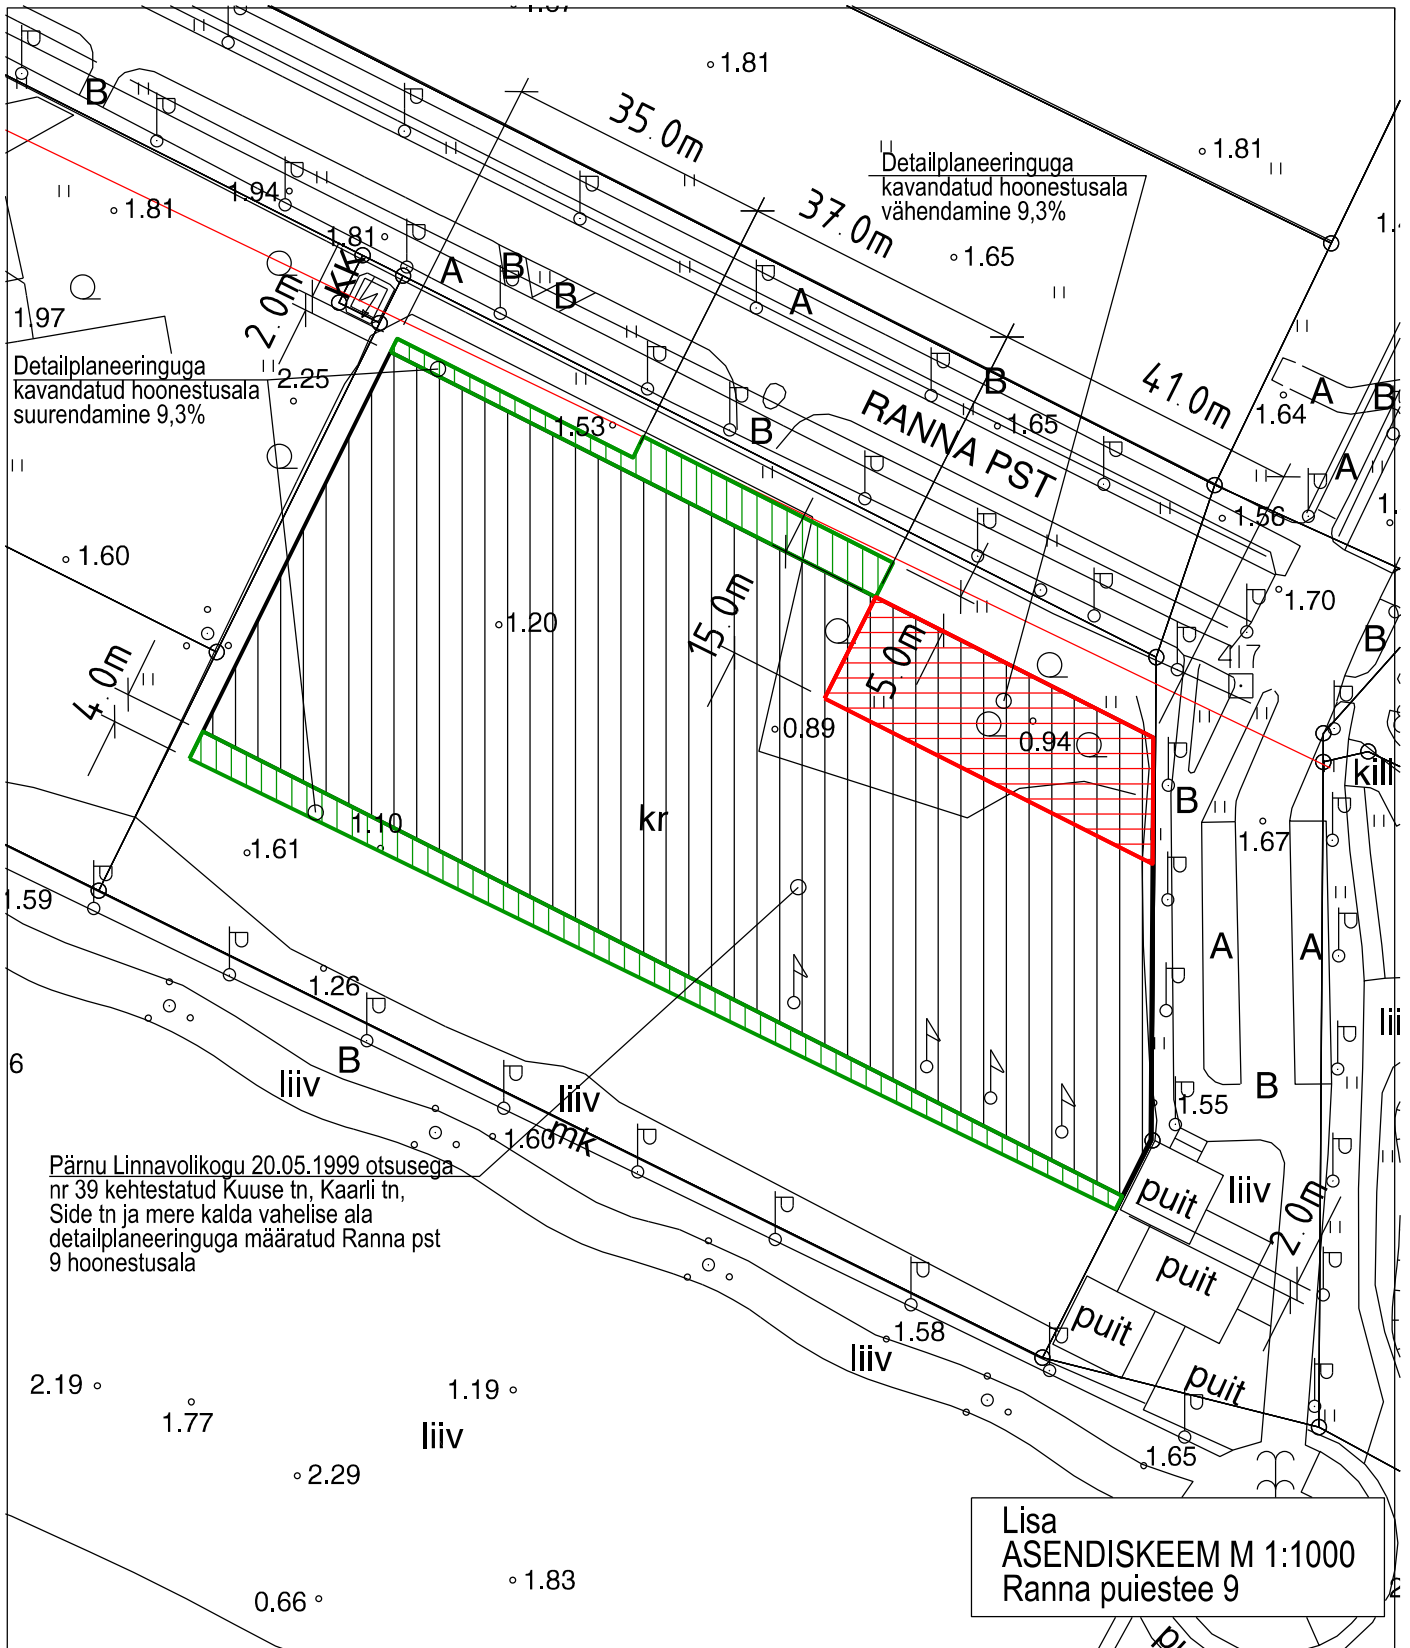 1.81
B
35.0m
Detailplaneeringuga
kavandatud hoonestusala
vähendamine 9,3%
1.81
1.94
1.81
37.0m
1.81
KK
A
B
B
A
1.65
2.0m
1.97
Detailplaneeringuga
kavandatud hoonestusala
suurendamine 9,3%
2.25
B
41.0m
1.64
A
B
1.53
B
RANNA PST
1.65
A
1.56
1.60
1.20
15.0m
5.0m
1.70
B
417
4.0m
0.89
0.94
kili
B
kr
1.10
1.61
1.67
1.59
A
A
1.26
B
liiv
liiv
B
1.55
1.60
mk
Pärnu Linnavolikogu 20.05.1999 otsusega
nr 39 kehtestatud Kuuse tn, Kaarli tn,
Side tn ja mere kalda vahelise ala
detailplaneeringuga määratud Ranna pst
9 hoonestusala
puit
liiv
2.0m
puit
puit
1.58
liiv
puit
2.19
1.77
1.19
liiv
1.65
2.29
Lisa
ASENDISKEEM M 1:1000
Ranna puiestee 9
1.83
0.66